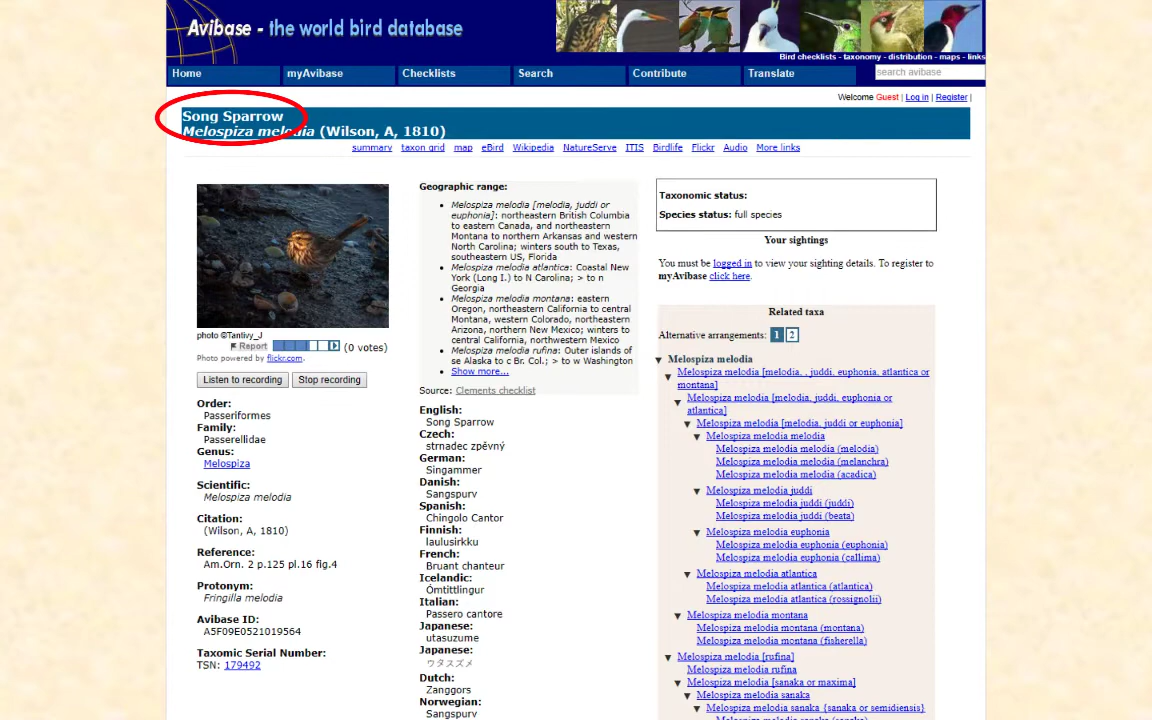 Avibase - the world bird database
Bird checklists - taxonomy - distribution - maps - links
Home
myAvibase
Checklists
Search
Contribute
Translate
search avibase
Welcome Guest | Log in | Register |
Song Sparrow
Melospiza melodia (Wilson, A, 1810)
summary taxon grid map eBird Wikipedia NatureServe ITIS Birdlife Flickr Audio More links
photo ©Tantivy_J
Report (0 votes)
Photo powered by flickr.com.
Listen to recording
Stop recording
Order:
Passeriformes
Family:
Passerellidae
Genus:
Melospiza
Scientific:
Melospiza melodia
Citation:
(Wilson, A, 1810)
Reference:
Am.Orn. 2 p.125 pl.16 fig.4
Protonym:
Fringilla melodia
Avibase ID:
A5F09E0521019564
Taxomic Serial Number:
TSN: 179492
Geographic range:
• Melospiza melodia [melodia, juddi or
euphonia]: northeastern British Columbia
to eastern Canada, and northeastern
Montana to northern Arkansas and western
North Carolina; winters south to Texas,
southeastern US, Florida
• Melospiza melodia atlantica: Coastal New
York (Long I.) to N Carolina; > to n
Georgia
• Melospiza melodia montana: eastern
Oregon, northeastern California to central
Montana, western Colorado, northeastern
Arizona, northern New Mexico; winters to
central California, northwestern Mexico
• Melospiza melodia rufina: Outer islands of
se Alaska to c Br. Col.; > to w Washington
• Show more...
Source: Clements checklist
English:
Song Sparrow
Czech:
strnadec zpěvný
German:
Singammer
Danish:
Sangspurv
Spanish:
Chingolo Cantor
Finnish:
laulusirkku
French:
Bruant chanteur
Icelandic:
Ómtittlingur
Italian:
Passero cantore
Japanese:
utasuzume
Japanese:
ウタスズメ
Dutch:
Zanggors
Norwegian:
Sangspurv
Taxonomic status:
Species status: full species
Your sightings
You must be logged in to view your sighting details. To register to
myAvibase click here.
Related taxa
Alternative arrangements: 1 2
▼ Melospiza melodia
▼ Melospiza melodia [melodia, , juddi, euphonia, atlantica or
montana]
▼ Melospiza melodia [melodia, juddi, euphonia or
atlantica]
▼ Melospiza melodia [melodia, juddi or euphonia]
▼ Melospiza melodia melodia
Melospiza melodia melodia (melodia)
Melospiza melodia melodia (melanchra)
Melospiza melodia melodia (acadica)
▼ Melospiza melodia juddi
Melospiza melodia juddi (juddi)
Melospiza melodia juddi (beata)
▼ Melospiza melodia euphonia
Melospiza melodia euphonia (euphonia)
Melospiza melodia euphonia (callima)
▼ Melospiza melodia atlantica
Melospiza melodia atlantica (atlantica)
Melospiza melodia atlantica (rossignolii)
▼ Melospiza melodia montana
Melospiza melodia montana (montana)
Melospiza melodia montana (fisherella)
▼ Melospiza melodia [rufina]
Melospiza melodia rufina
▼ Melospiza melodia [sanaka or maxima]
▼ Melospiza melodia sanaka
▼ Melospiza melodia sanaka {sanaka or semidiensis}
Melospiza melodia sanaka (sanaka)